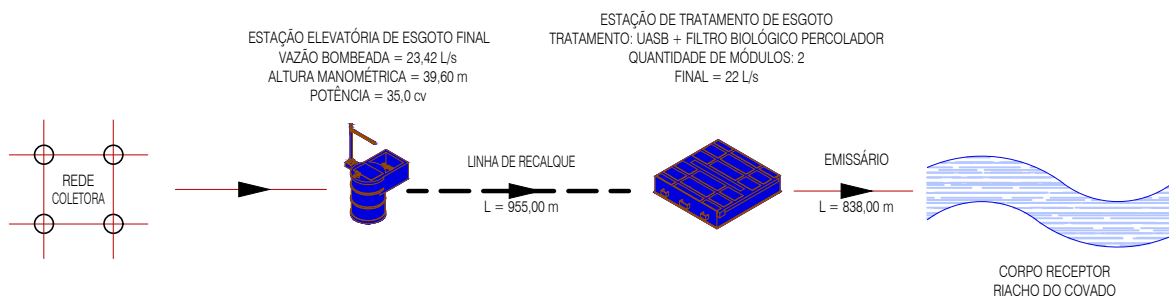 ESTAÇÃO ELEVATÓRIA DE ESGOTO FINAL
VAZÃO BOMBEADA = 23,42 L/s
ALTURA MANOMÉTRICA = 39,60 m
POTÊNCIA = 35,0 cv
ESTAÇÃO DE TRATAMENTO DE ESGOTO
TRATAMENTO: UASB + FILTRO BIOLÓGICO PERCOLADOR
QUANTIDADE DE MÓDULOS: 2
FINAL = 22 L/s
REDE
COLETORA
LINHA DE RECALQUE
L = 955,00 m
EMISSÁRIO
L = 838,00 m
CORPO RECEPTOR
RIACHO DO COVADO